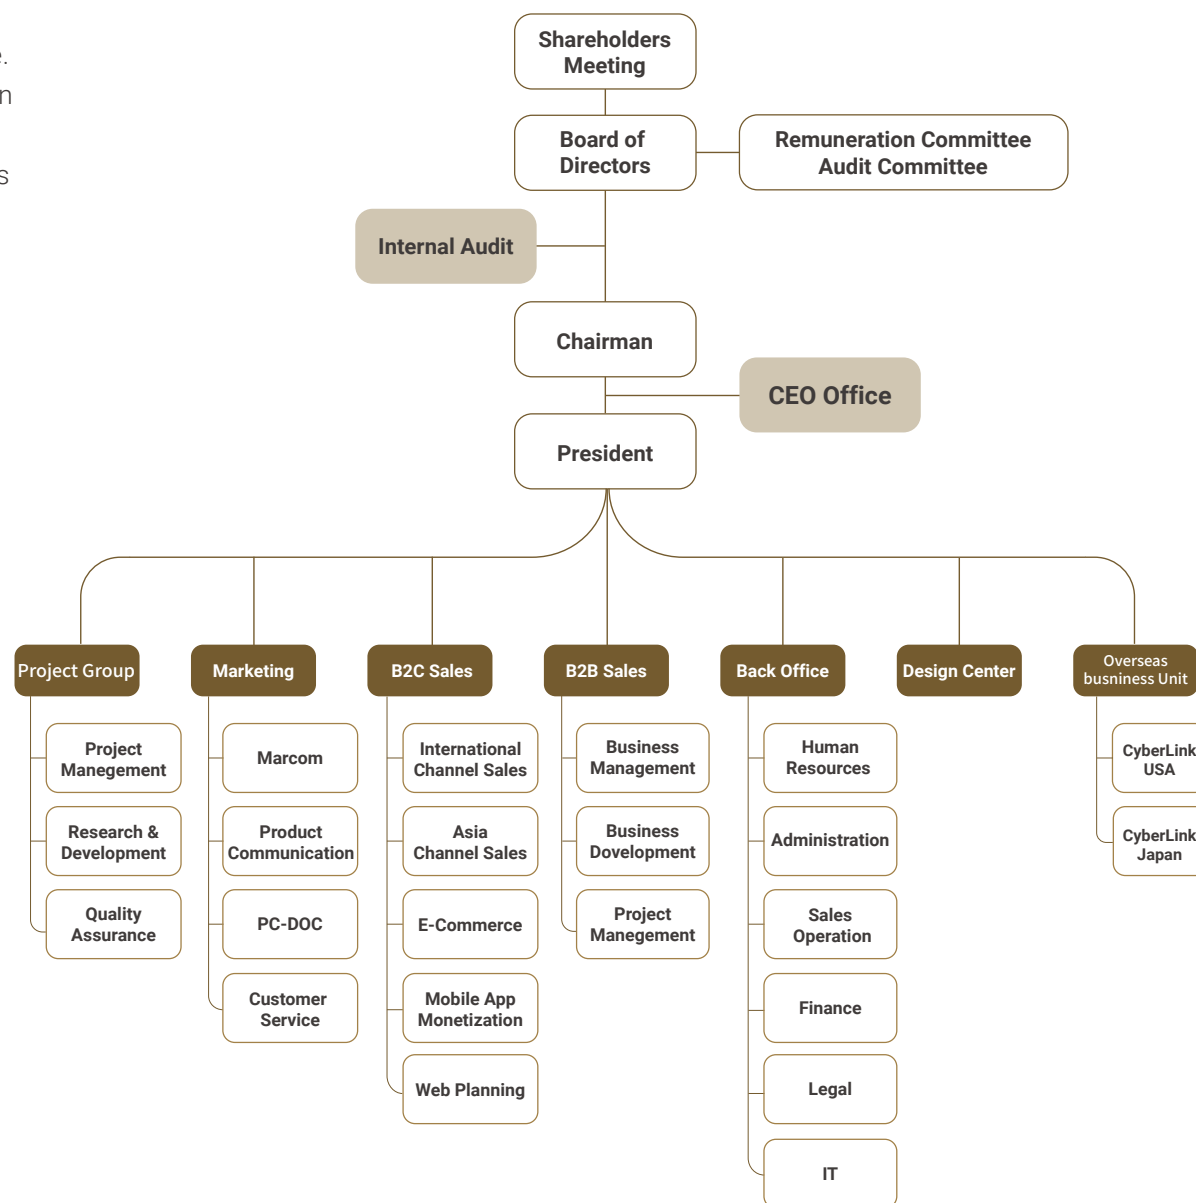 e.
n
s
Shareholders
Meeting
Board of
Directors
Remuneration Committee
Audit Committee
Internal Audit
Chairman
CEO Office
President
Project Group
Marketing
B2C Sales
B2B Sales
Back Office
Design Center
Overseas
busniness Unit
Project
Manegement
Research &
Development
Quality
Assurance
Marcom
Product
Communication
PC-DOC
Customer
Service
International
Channel Sales
Asia
Channel Sales
E-Commerce
Mobile App
Monetization
Web Planning
Business
Management
Business
Dovelopment
Project
Manegement
Human
Resources
Administration
Sales
Operation
Finance
Legal
IT
CyberLink
USA
CyberLink
Japan